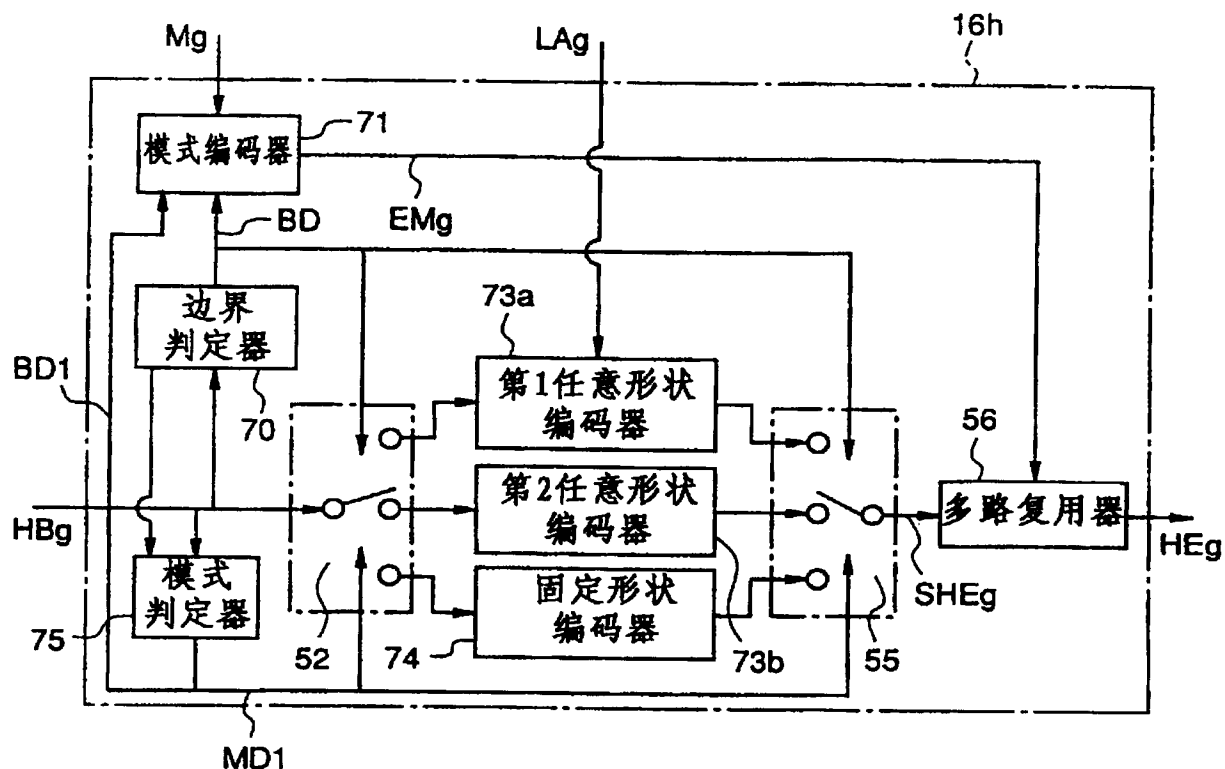 Mg
LAg
16h
模式编码器
71
BD
EMg
边界
判定器
70
BD1
73a
第1任意形状
编码器
第2任意形状
编码器
73b
固定形状
编码器
74
HBg
模式
判定器
75
52
55
56
多路复用器
SHEg
HEg
MD1